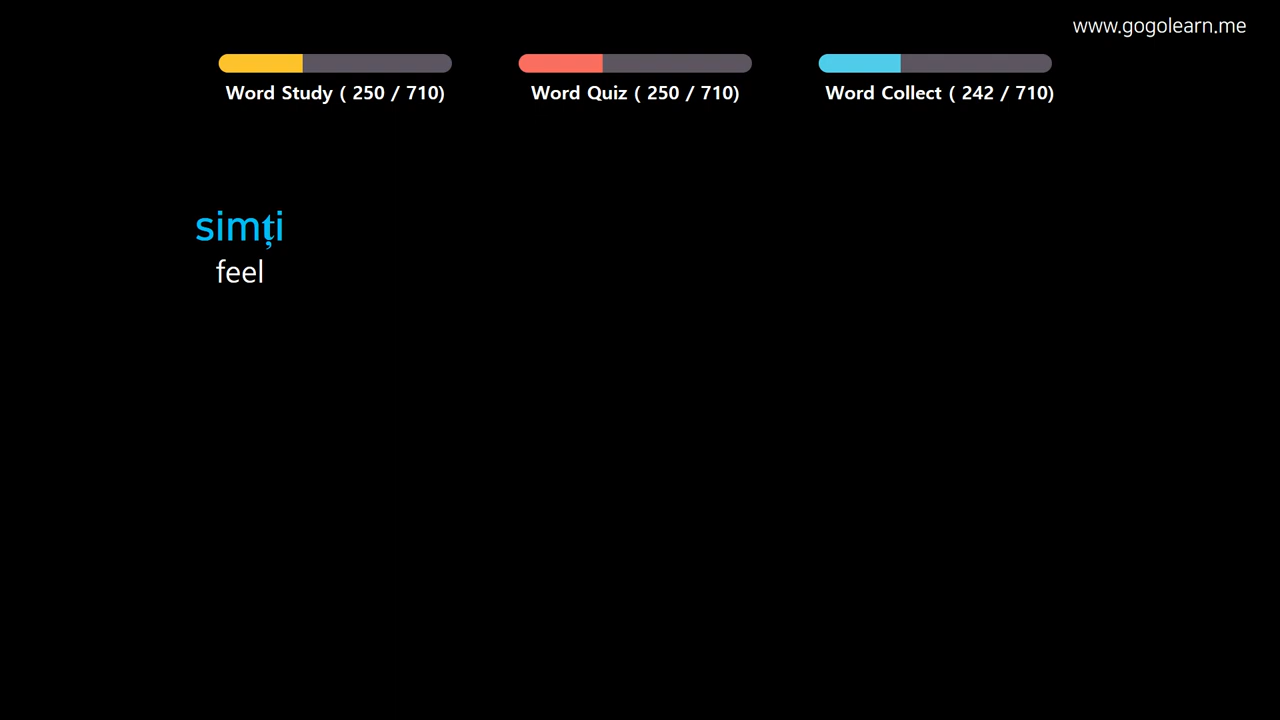 www.gogolearn.me
Word Study ( 250 / 710)
Word Quiz ( 250 / 710)
Word Collect ( 242 / 710)
simți
feel